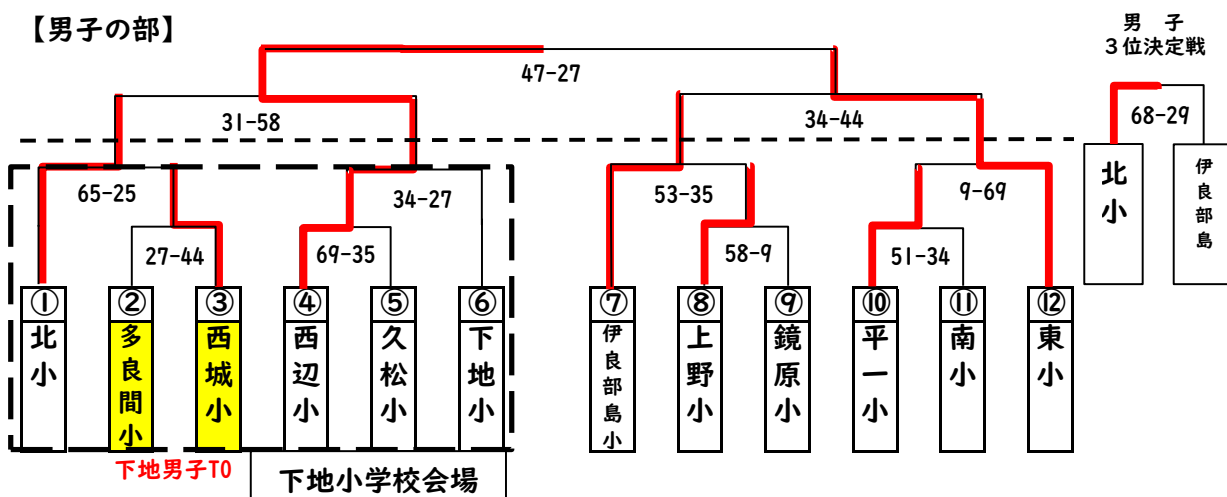 【男子の部】
男 子
3位決定戦
47-27
68-29
31-58
34-44
北小
伊良部島
65-25
34-27
53-35
9-69
27-44
69-35
58-9
51-34
① ② ③ ④ ⑤ ⑥ ⑦ ⑧ ⑨ ⑩ ⑪ ⑫
北小
多良間小
西城小
西辺小
久松小
下地小
伊良部島小
上野小
鏡原小
平一小
南小
東小
下地男子TO
下地小学校会場